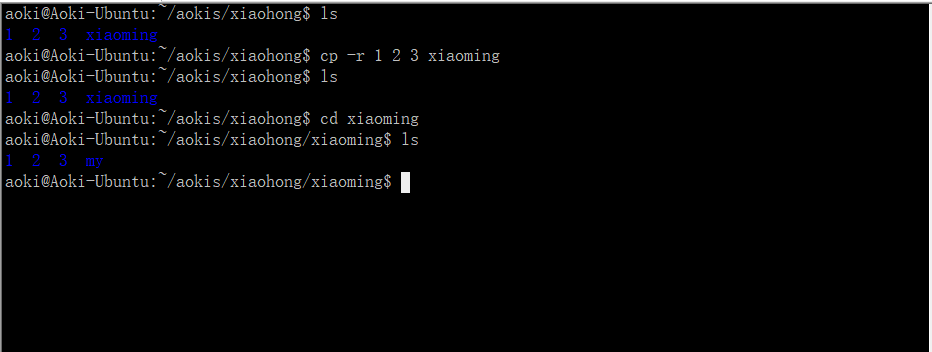 aoki@Aoki-Ubuntu:~/aokis/xiaohong$ ls
1  2  3  xiaoming
aoki@Aoki-Ubuntu:~/aokis/xiaohong$ cp -r 1 2 3 xiaoming
aoki@Aoki-Ubuntu:~/aokis/xiaohong$ ls
1  2  3  xiaoming
aoki@Aoki-Ubuntu:~/aokis/xiaohong$ cd xiaoming
aoki@Aoki-Ubuntu:~/aokis/xiaohong/xiaoming$ ls
1  2  3  my
aoki@Aoki-Ubuntu:~/aokis/xiaohong/xiaoming$